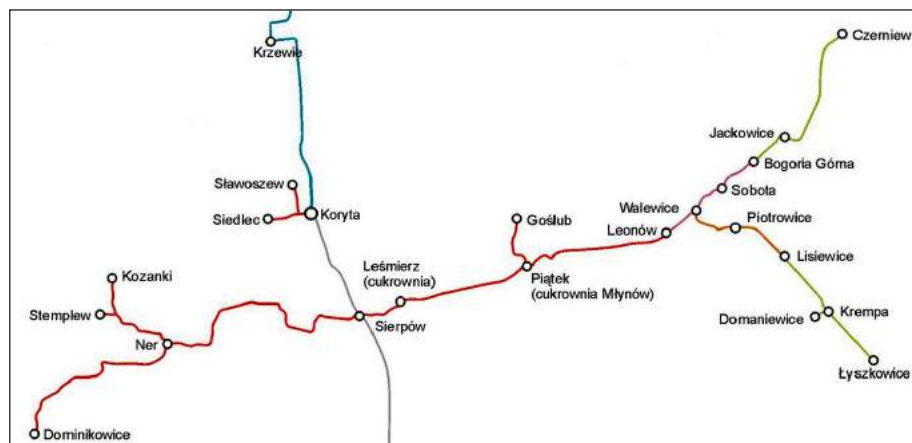 Krzewie
Czerniew
Jackowice
Bogoria Górna
Sławoszew
Sobota
Siedlec
Koryta
Goślub
Walewice
Piotrowice
Leonów
Lisiewice
Kozanki
Leśmierz
(cukrownia)
Piątek
(cukrownia Młynów)
Stemplew
Sierpów
Domaniewice
Krempa
Ner
Łyszkowice
Dominikowice